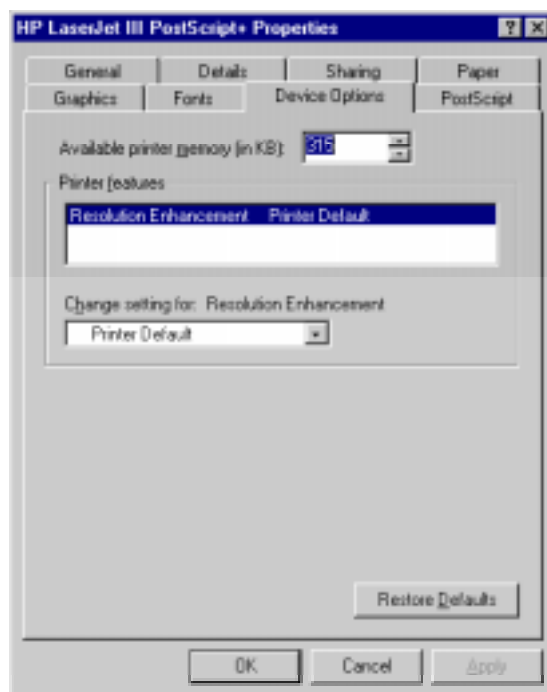 HP LaserJet III PostScript+ Properties
General Details Sharing Paper
Graphics Fonts Device Options PostScript
Available printer memory (in KB): 315
Printer features
Resolution Enhancement Printer Default
Change setting for: Resolution Enhancement
Printer Default
Restore Defaults
OK Cancel Apply